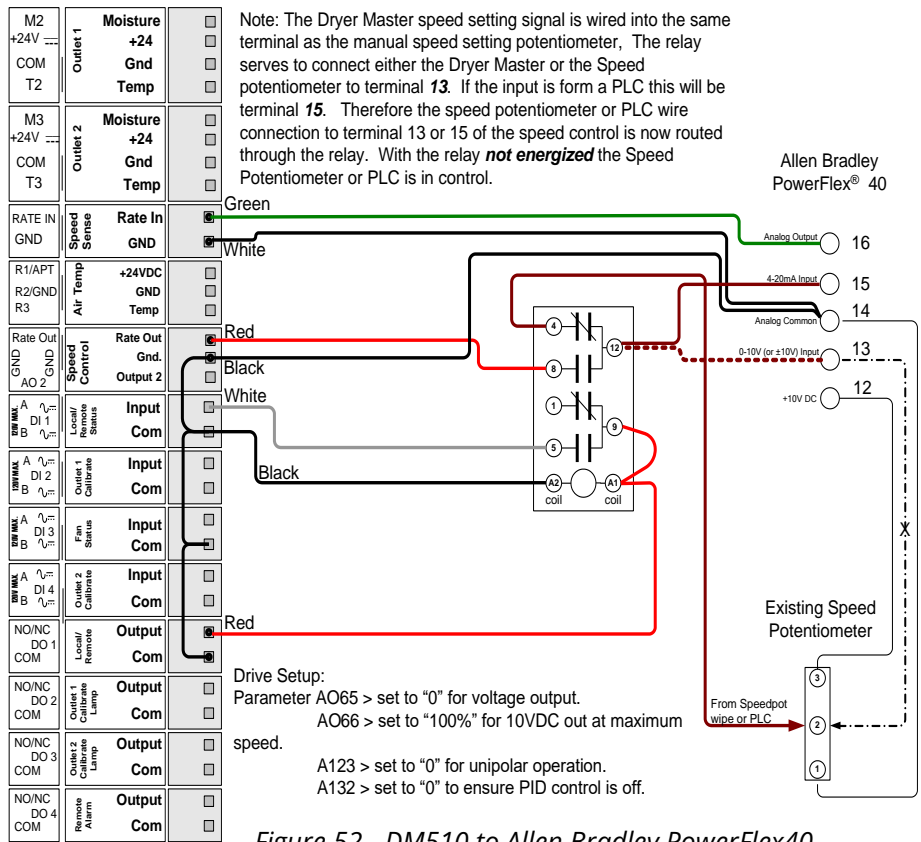 Note: The Dryer Master speed setting signal is wired into the same
terminal as the manual speed setting potentiometer, The relay
serves to connect either the Dryer Master or the Speed
potentiometer to terminal 13. If the input is form a PLC this will be
terminal 15. Therefore the speed potentiometer or PLC wire
connection to terminal 13 or 15 of the speed control is now routed
through the relay. With the relay not energized the Speed
Potentiometer or PLC is in control.
M2
+24V
COM
T2
Outlet 1
Moisture
+24
Gnd
Temp
M3
+24V
COM
T3
Outlet 2
Moisture
+24
Gnd
Temp
RATE IN
GND
Speed
Sense
Rate In
GND
Green
White
R1/APT
R2/GND
R3
Air Temp
+24VDC
GND
Temp
Rate Out
GND
GND
AO 2
Speed
Control
Rate Out
Gnd.
Output 2
Red
Black
120V MAX.
A
DI 1
B
Local/
Remote
Status
Input
Com
White
120V MAX.
A
DI 2
B
Outlet 1
Calibrate
Input
Com
Black
120V MAX.
A
DI 3
B
Fan
Status
Input
Com
120V MAX.
A
DI 4
B
Outlet 2
Calibrate
Input
Com
NO/NC
DO 1
COM
Local/
Remote
Output
Com
Red
NO/NC
DO 2
COM
Outlet 1
Calibrate
Lamp
Output
Com
NO/NC
DO 3
COM
Outlet 2
Calibrate
Lamp
Output
Com
NO/NC
DO 4
COM
Remote
Alarm
Output
Com
4
12
8
1
9
5
A2
A1
coil
coil
Allen Bradley
PowerFlex® 40
Analog Output 16
4-20mA Input 15
Analog Common 14
0-10V (or ±10V) Input 13
+10V DC 12
X
Existing Speed
Potentiometer
3
2
1
From Speedpot
wipe or PLC
Drive Setup:
Parameter AO65 > set to "0" for voltage output.
AO66 > set to “100%” for 10VDC out at maximum
speed.
A123 > set to “0” for unipolar operation.
A132 > set to “0” to ensure PID control is off.
Figure 52 DM510 to Allen Bradley PowerFlex40